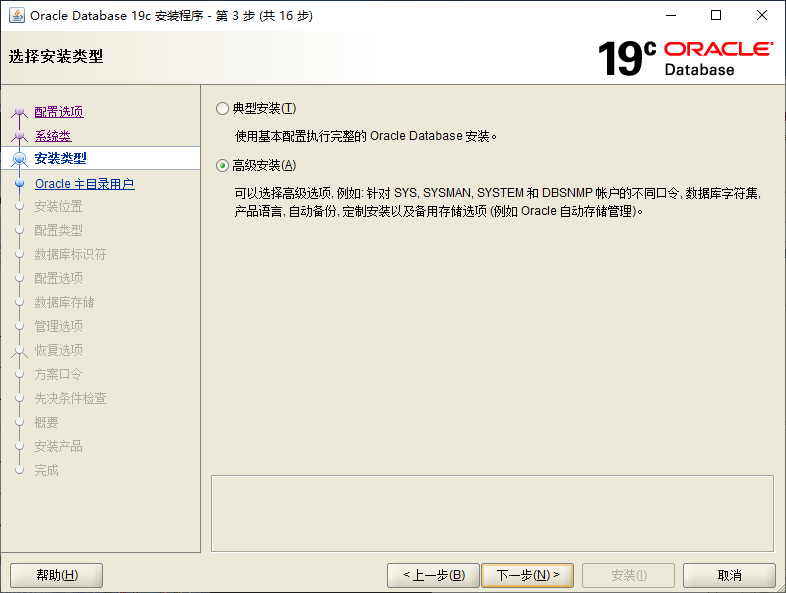 Oracle Database 19c 安装程序 - 第 3 步 (共 16 步)
选择安装类型
19c ORACLE
Database
配置选项
系统类
安装类型
Oracle 主目录用户
安装位置
配置类型
数据库标识符
配置选项
数据库存储
管理选项
恢复选项
方案口令
先决条件检查
概要
安装产品
完成
典型安装(T)
使用基本配置执行完整的 Oracle Database 安装。
高级安装(A)
可以选择高级选项, 例如: 针对 SYS, SYSMAN, SYSTEM 和 DBSNMP 帐户的不同口令, 数据库字符集,
产品语言, 自动备份, 定制安装以及备用存储选项 (例如 Oracle 自动存储管理)。
帮助(H)
< 上一步(B)
下一步(N) >
安装(I)
取消